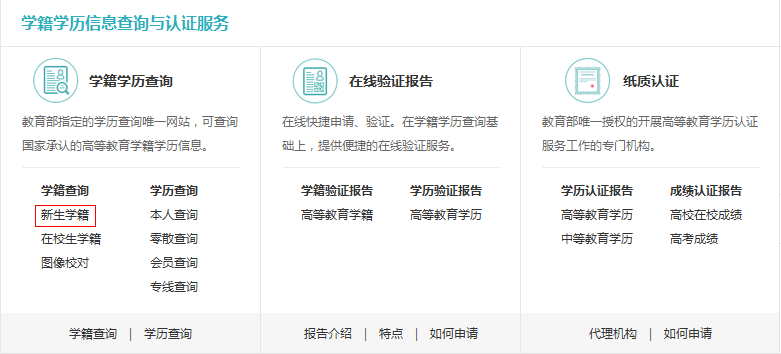 学籍学历信息查询与认证服务
学籍学历查询
教育部指定的学历查询唯一网站，可查询
国家承认的高等教育学籍学历信息。
学籍查询 学历查询
新生学籍 本人查询
在校生学籍 零散查询
图像校对 会员查询
专线查询
学籍查询 | 学历查询
在线验证报告
在线快捷申请、验证。在学籍学历查询基
础上，提供便捷的在线验证服务。
学籍验证报告 学历验证报告
高等教育学籍 高等教育学历
报告介绍 | 特点 | 如何申请
纸质认证
教育部唯一授权的开展高等教育学历认证
服务工作的专门机构。
学历认证报告 成绩认证报告
高等教育学历 高校在校成绩
中等教育学历 高考成绩
代理机构 | 如何申请